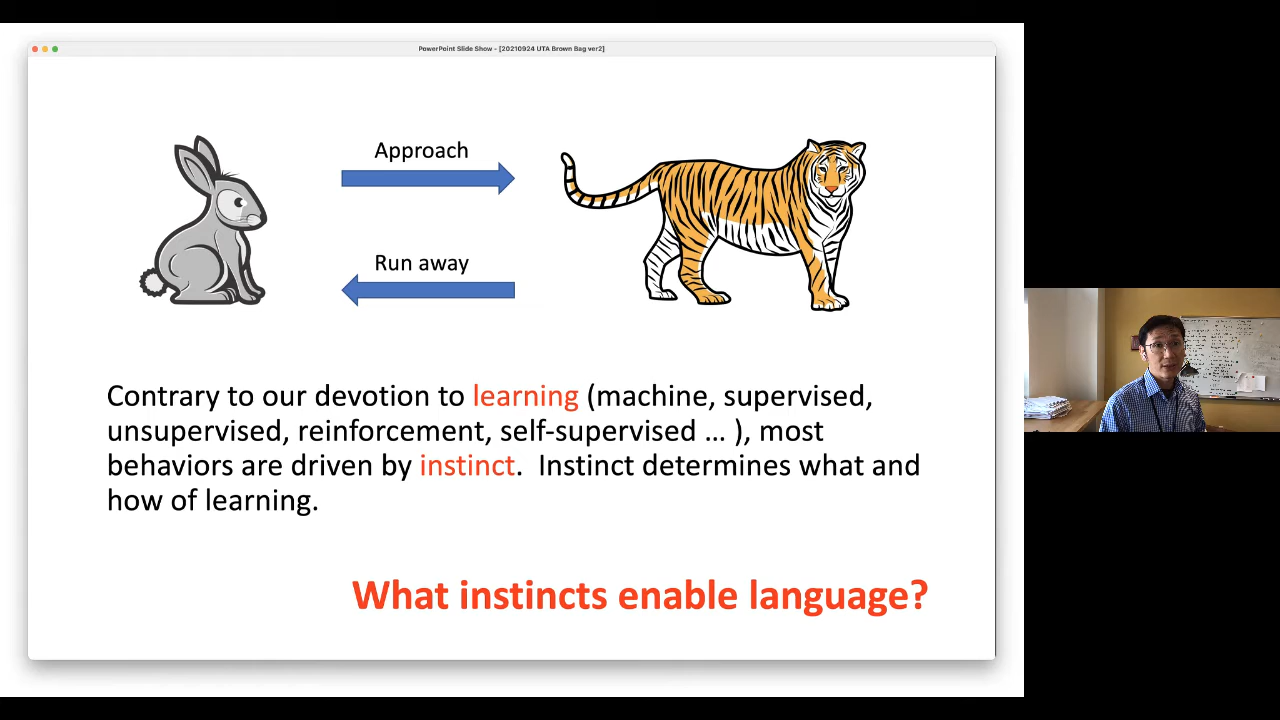 PowerPoint Slide Show - [20210924 UTA Brown Bag ver2]
Approach
Run away
Contrary to our devotion to learning (machine, supervised,
unsupervised, reinforcement, self-supervised ... ), most
behaviors are driven by instinct.  Instinct determines what and
how of learning.
What instincts enable language?